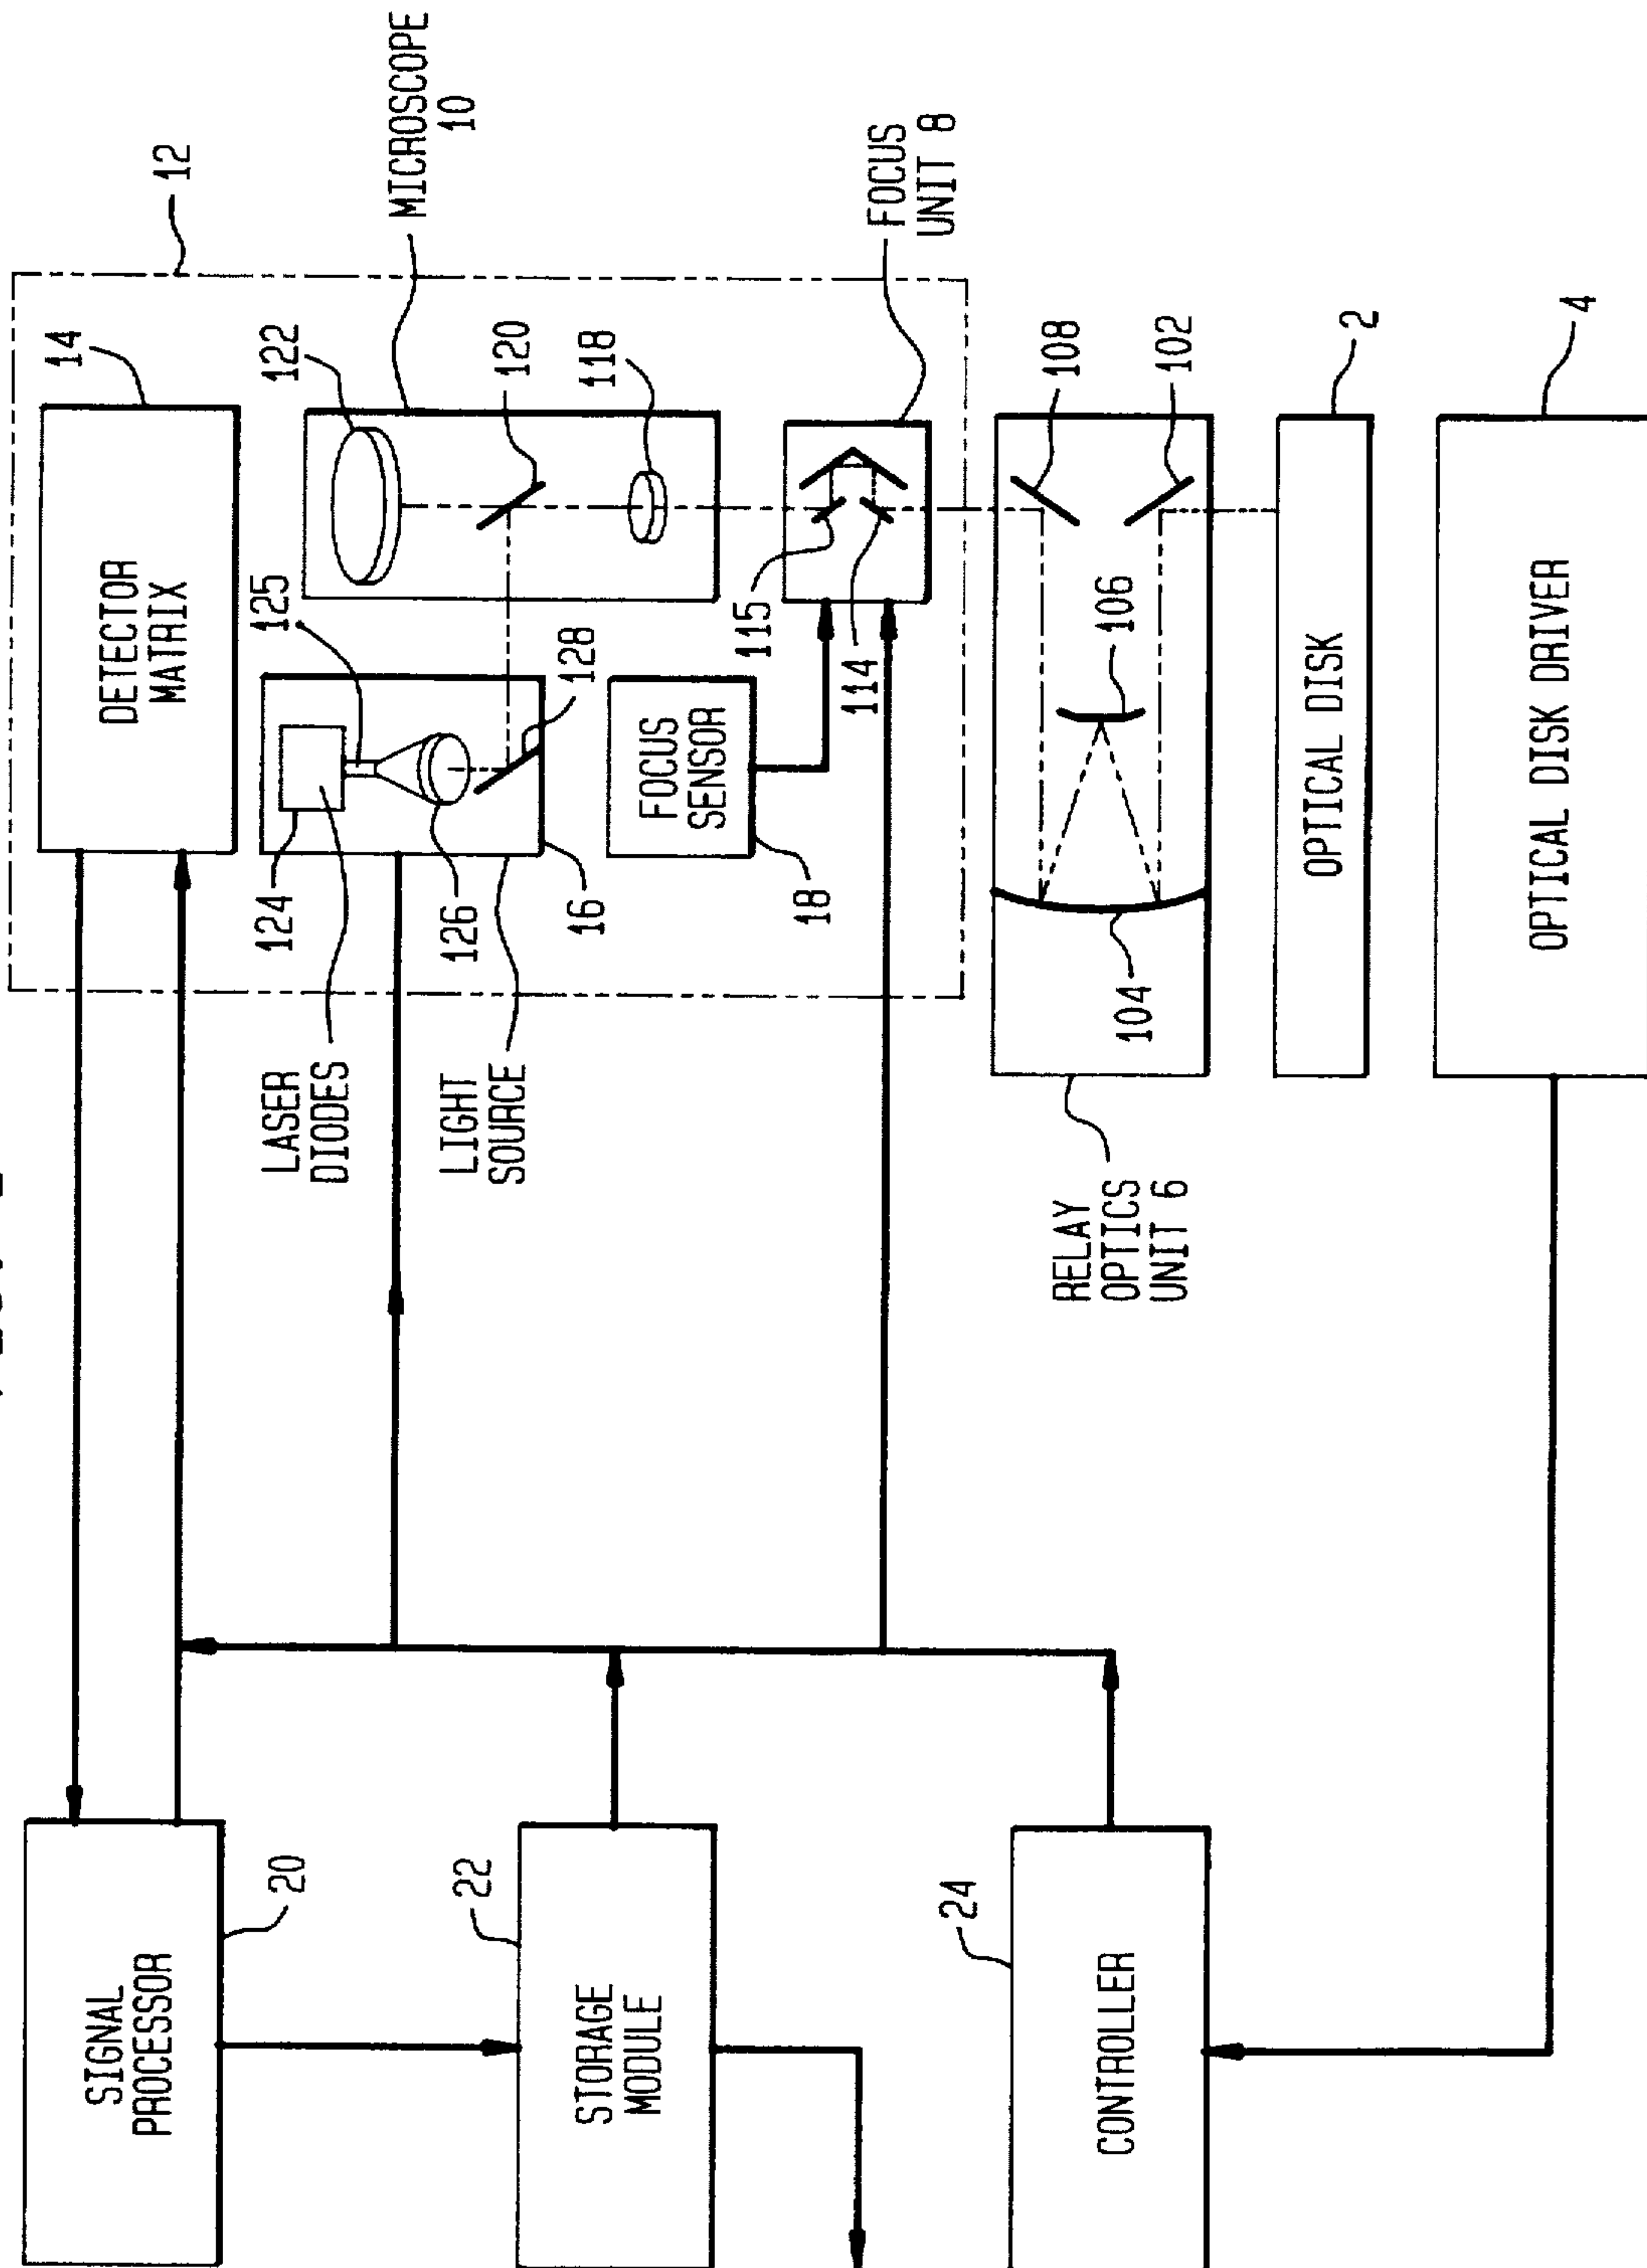 12
14
DETECTOR
MATRIX
122
MICROSCOPE
10
120
118
125
124
126
128
16
LASER
DIODES
LIGHT
SOURCE
FOCUS
SENSOR
18
115
114
FOCUS
UNIT 8
108
102
106
104
RELAY
OPTICS
UNIT 6
OPTICAL DISK
2
OPTICAL DISK DRIVER
4
SIGNAL
PROCESSOR
20
STORAGE
MODULE
22
CONTROLLER
24